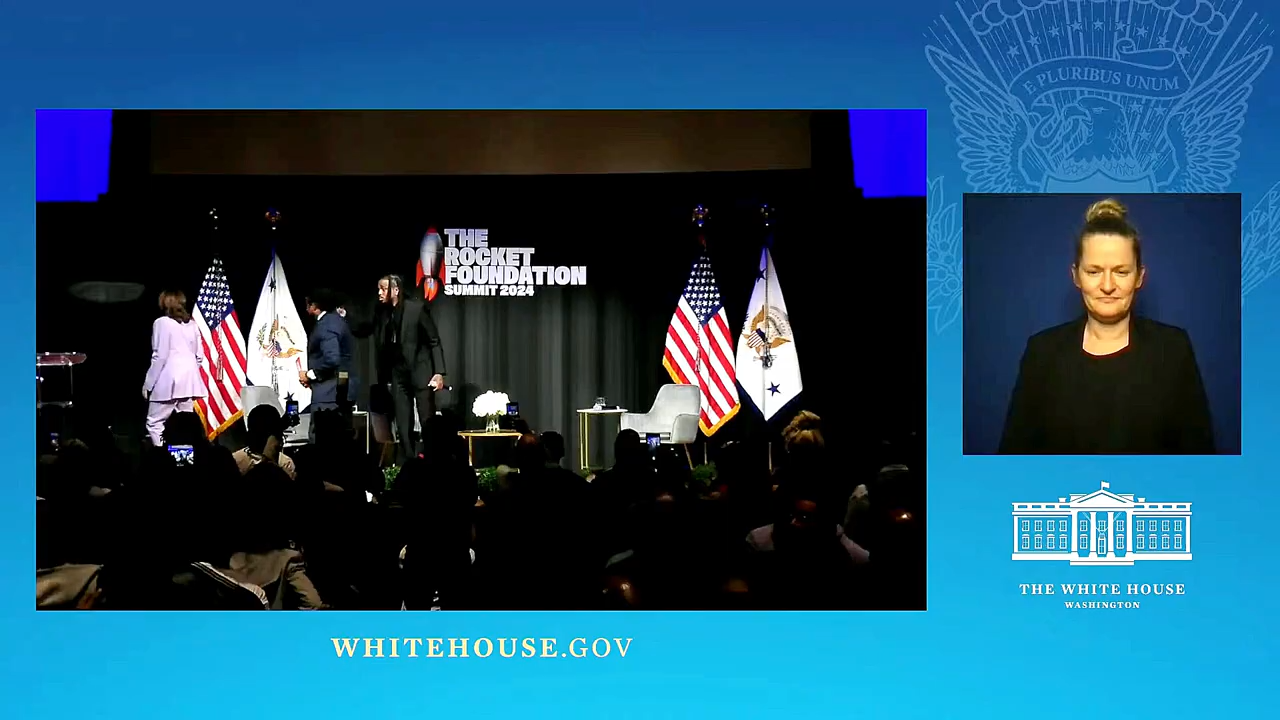 E PLURIBUS UNUM
THE
ROCKET
FOUNDATION
SUMMIT 2024
THE WHITE HOUSE
WASHINGTON
WHITEHOUSE.GOV